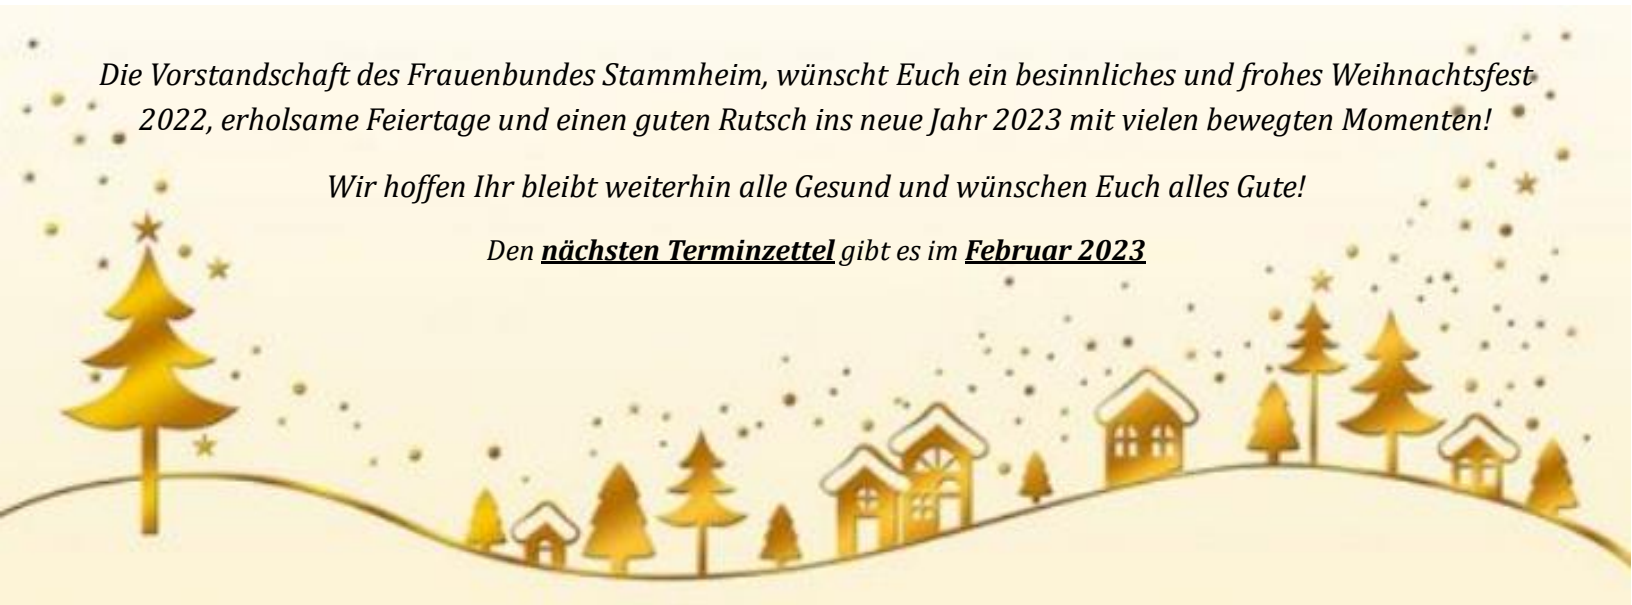 Die Vorstandschaft des Frauenbundes Stammheim, wünscht Euch ein besinnliches und frohes Weihnachtsfest
2022, erholsame Feiertage und einen guten Rutsch ins neue Jahr 2023 mit vielen bewegten Momenten!
Wir hoffen Ihr bleibt weiterhin alle Gesund und wünschen Euch alles Gute!
Den nächsten Terminzettel gibt es im Februar 2023